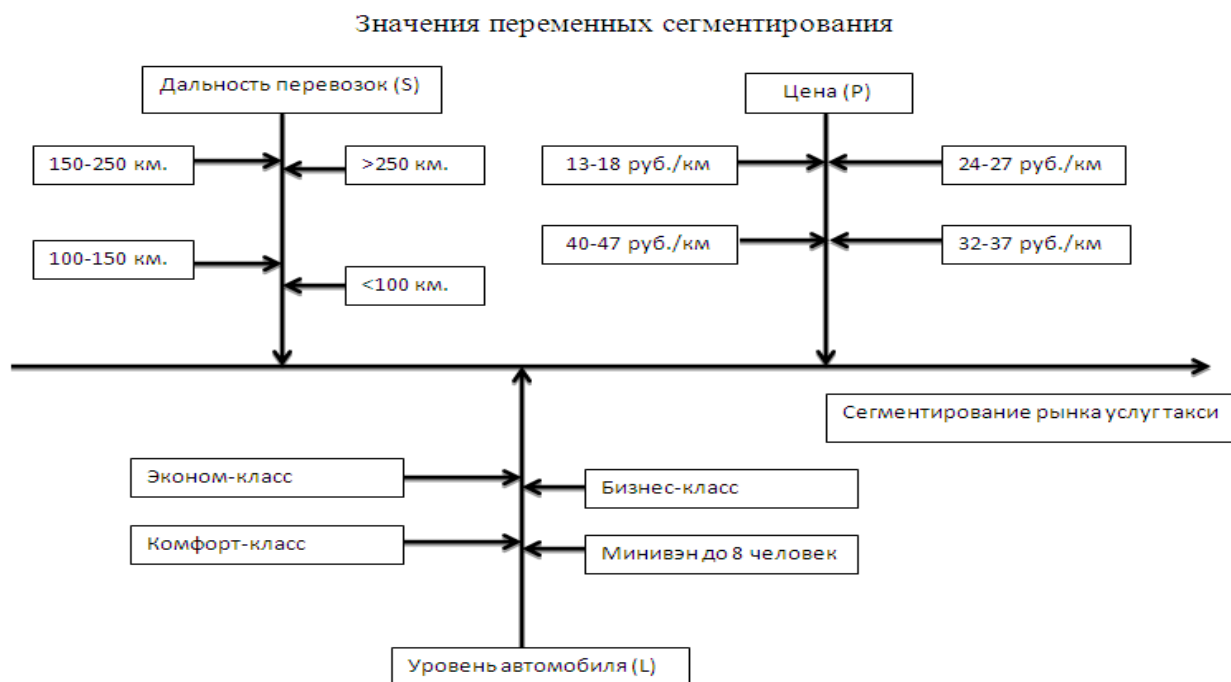 Значения переменных сегментирования
Дальность перевозок (S)
Цена (P)
150-250 км.
>250 км.
13-18 руб./км
24-27 руб./км
100-150 км.
<100 км.
40-47 руб./км
32-37 руб./км
Сегментирование рынка услуг такси
Эконом-класс
Бизнес-класс
Комфорт-класс
Минивэн до 8 человек
Уровень автомобиля (L)